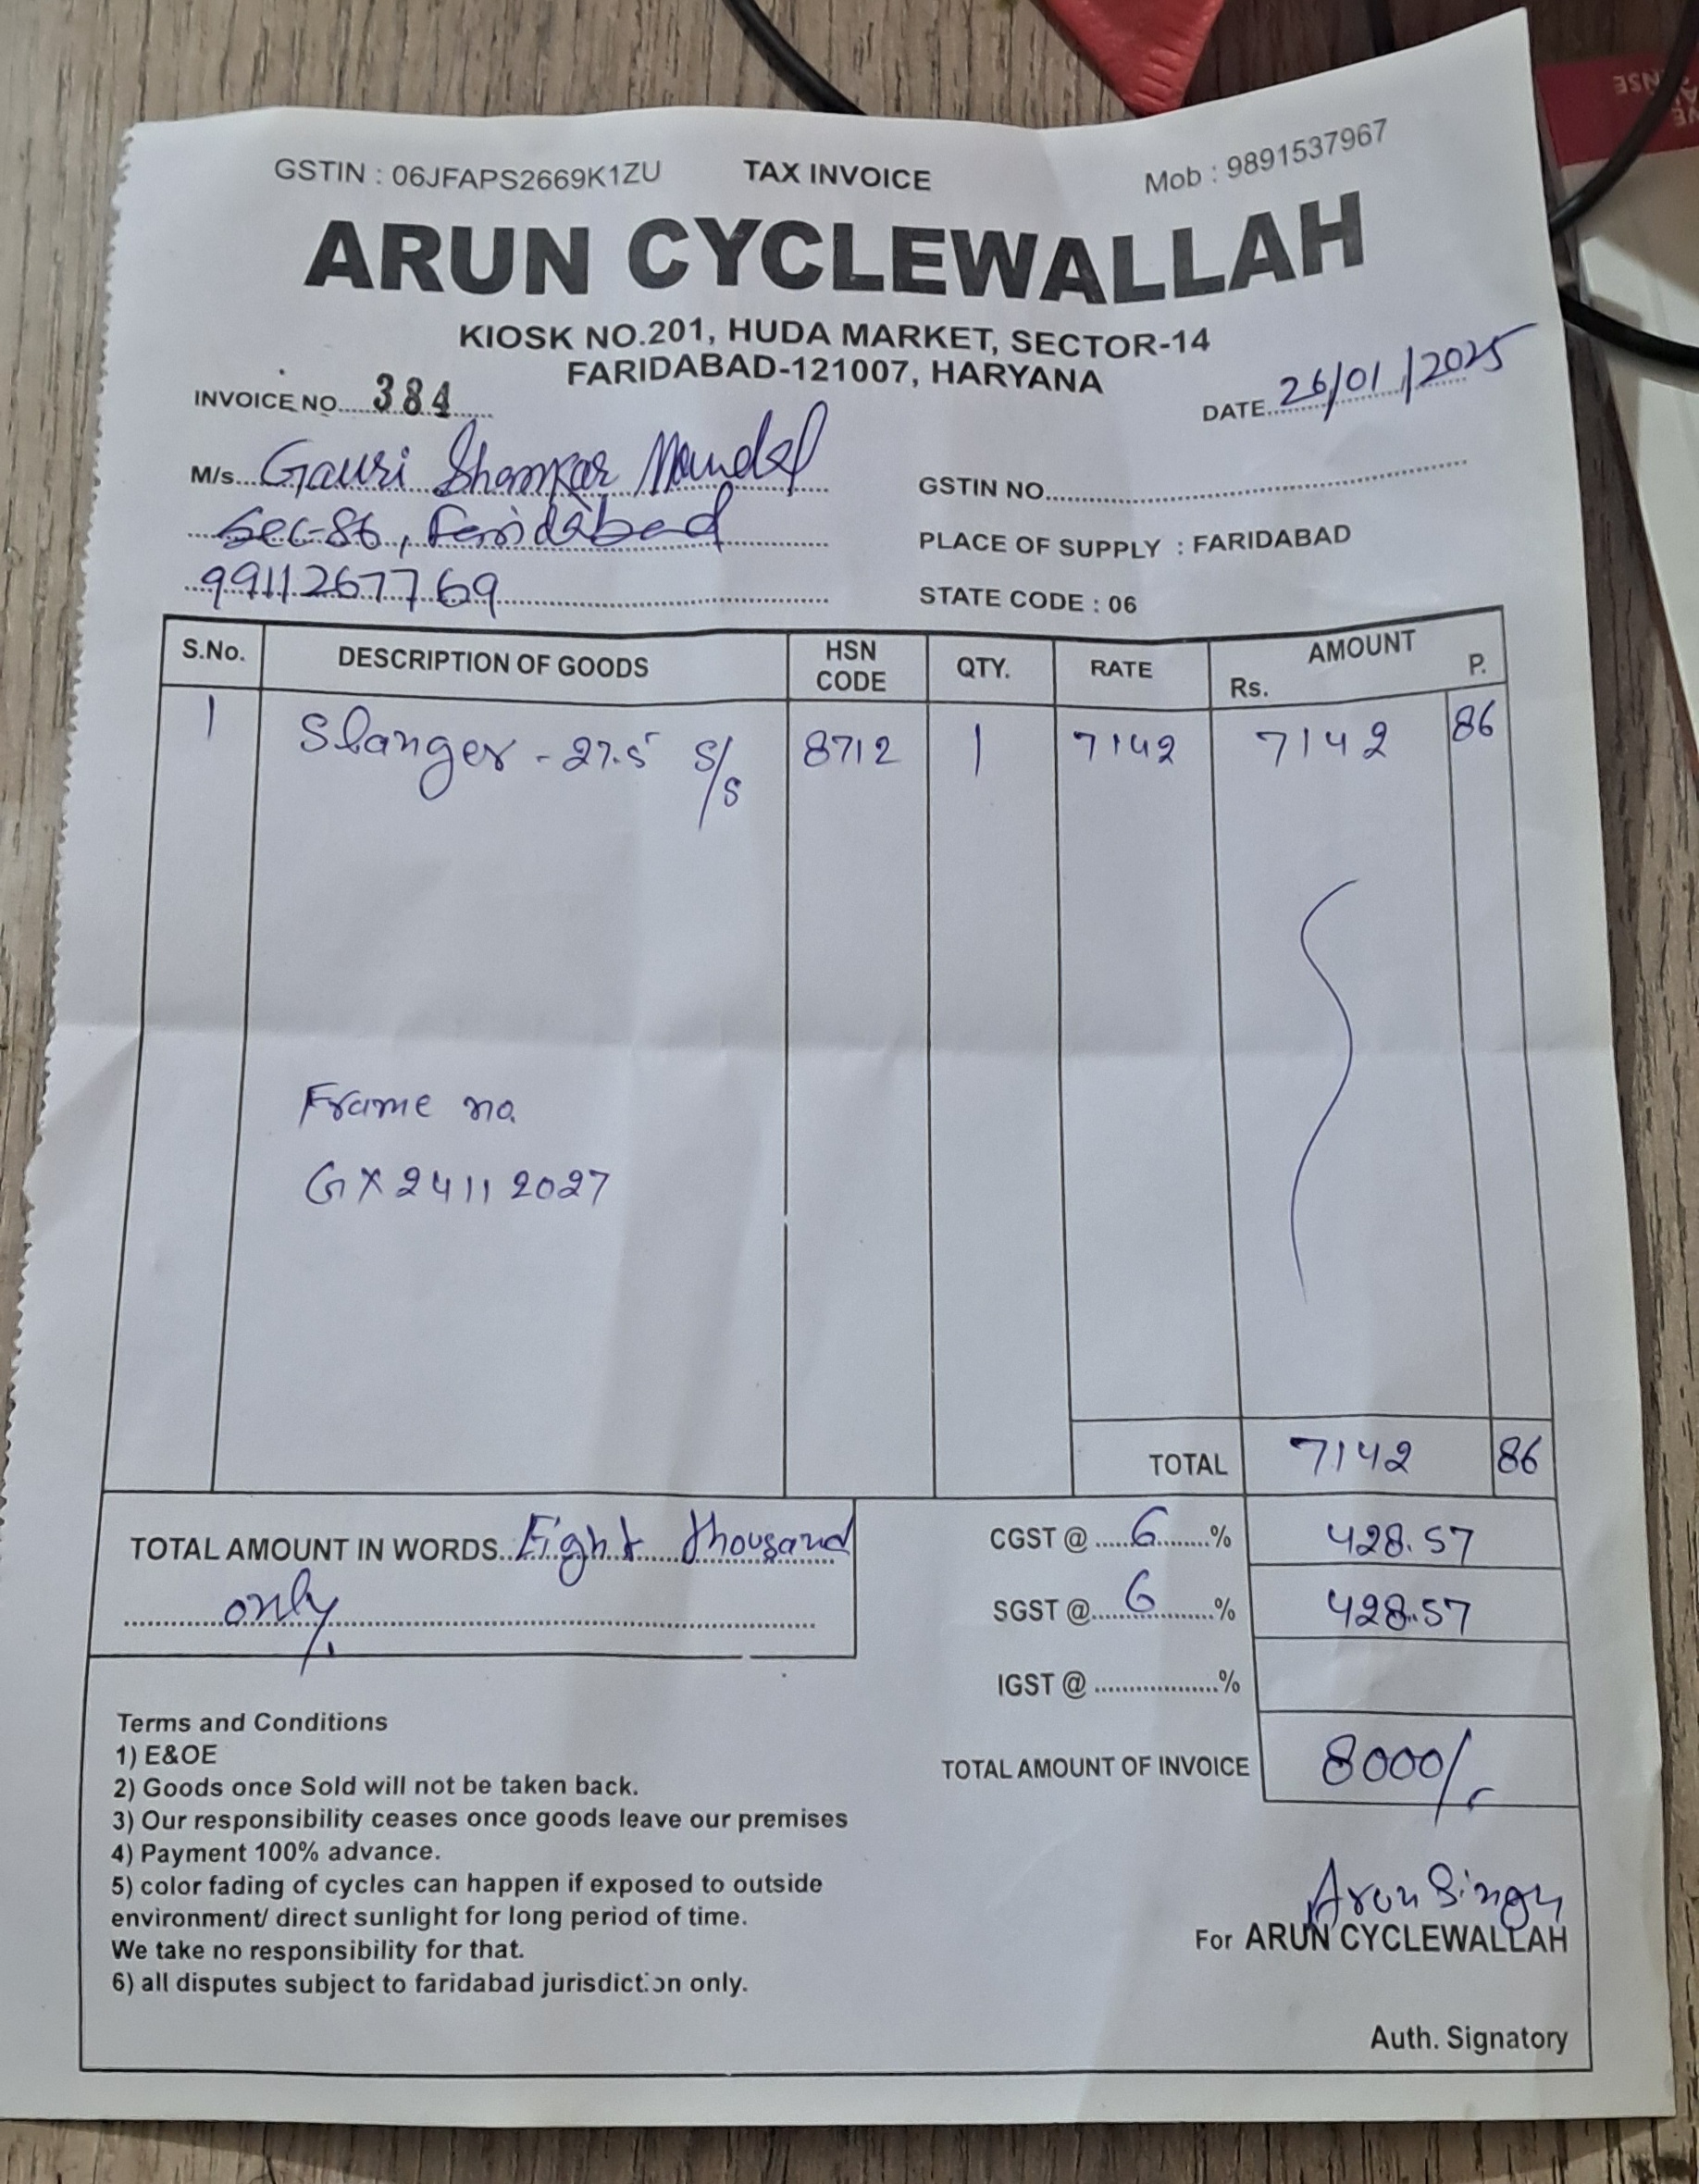 GSTIN : 06JFAPS2669K1ZU TAX INVOICE Mob : 9891537967
ARUN CYCLEWALLAH
KIOSK NO.201, HUDA MARKET, SECTOR-14
FARIDABAD-121007, HARYANA
INVOICE NO. 384 DATE 26/01/2025
M/s. Gauri Shankar Mandal GSTIN NO.
Sec-86, Faridabad PLACE OF SUPPLY : FARIDABAD
9911267769 STATE CODE : 06
S.No. DESCRIPTION OF GOODS HSN CODE QTY. RATE AMOUNT Rs. P.
1 Slanger - 27.5 S/S 8712 1 7142 7142 86
Frame no.
GX24112027
TOTAL 7142 86
TOTAL AMOUNT IN WORDS Eight thousand CGST @ 6 % 428.57
only. SGST @ 6 % 428.57
IGST @ %
TOTAL AMOUNT OF INVOICE 8000/-
Terms and Conditions
1) E&OE
2) Goods once Sold will not be taken back.
3) Our responsibility ceases once goods leave our premises
4) Payment 100% advance.
5) color fading of cycles can happen if exposed to outside
environment/ direct sunlight for long period of time.
We take no responsibility for that.
6) all disputes subject to faridabad jurisdiction only.
Arun Singh
For ARUN CYCLEWALLAH
Auth. Signatory